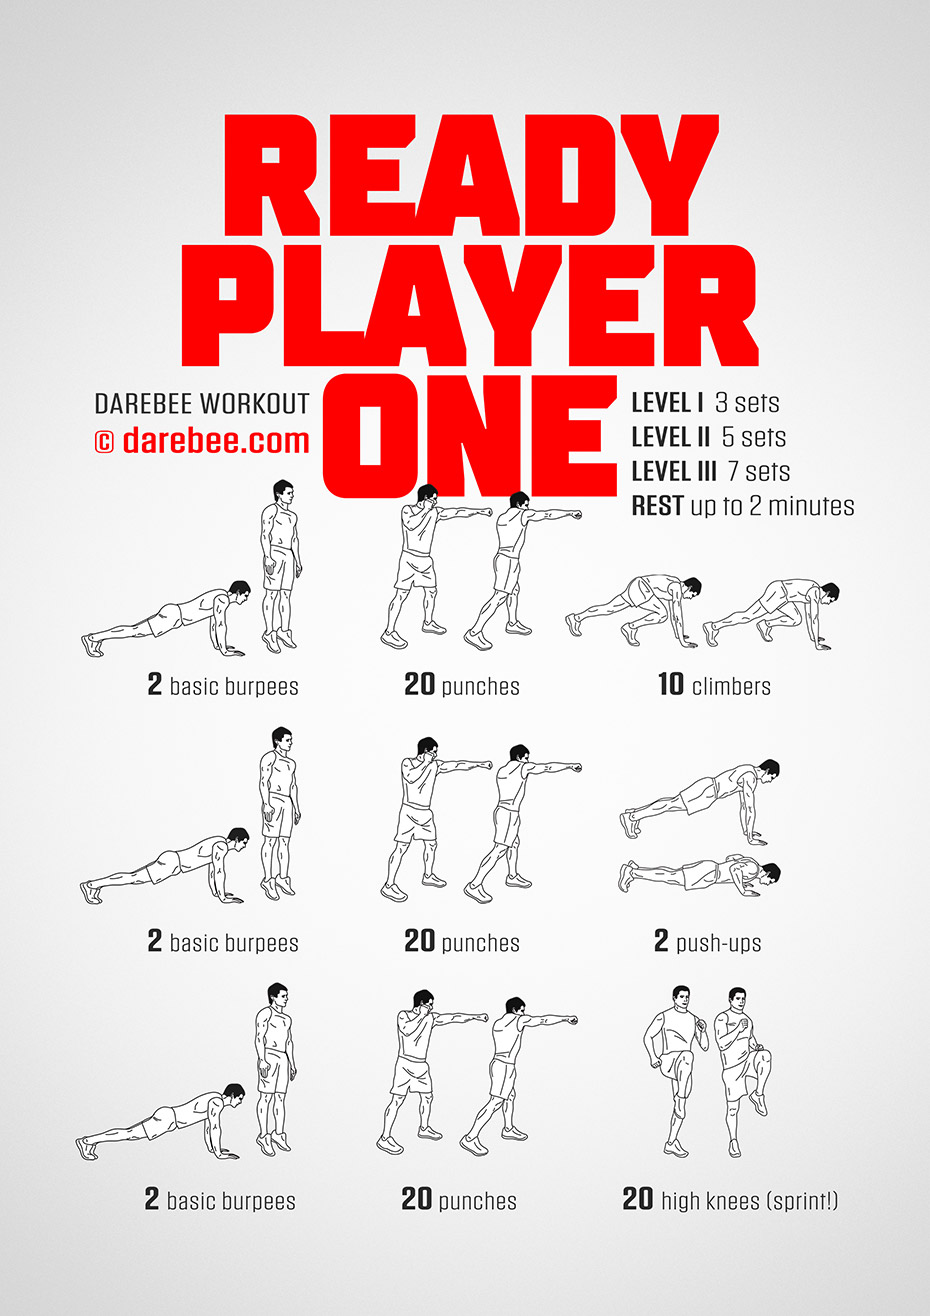 READY
PLAYER
ONE
DAREBEE WORKOUT
© darebee.com
LEVEL I 3 sets
LEVEL II 5 sets
LEVEL III 7 sets
REST up to 2 minutes
2 basic burpees
20 punches
10 climbers
2 basic burpees
20 punches
2 push-ups
2 basic burpees
20 punches
20 high knees (sprint!)